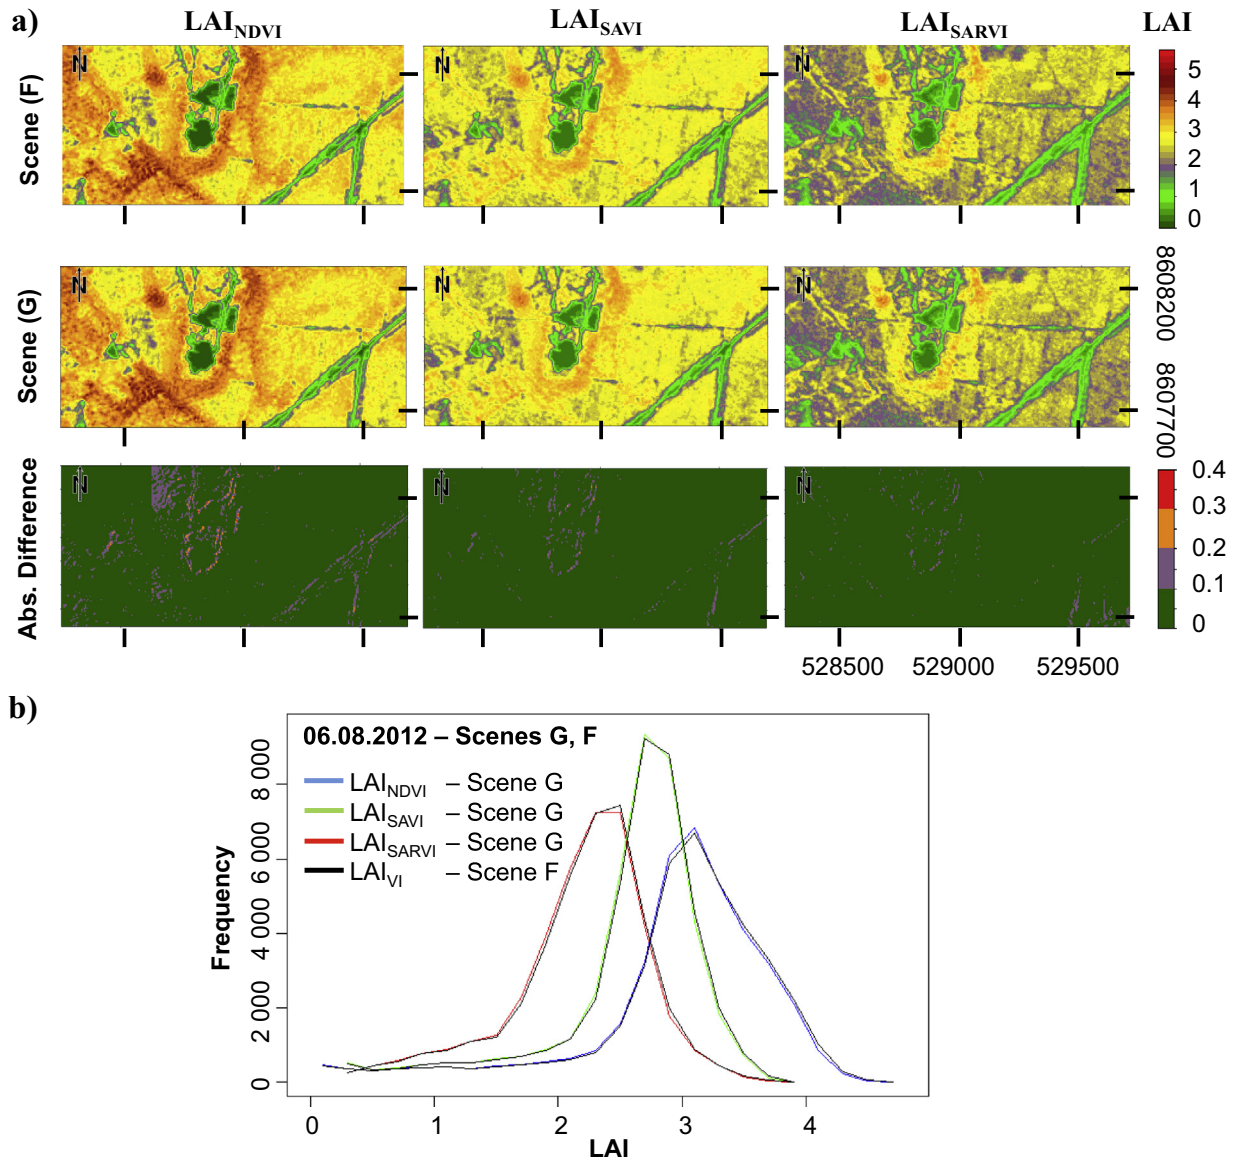 a)
LAI_NDVI LAI_SAVI LAI_SARVI LAI
Scene (F)
N N N
5
4
3
2
1
0
Scene (G)
N N N
8608200
8607700
Abs. Difference
N N N
0.4
0.3
0.2
0.1
0
528500 529000 529500
b)
06.08.2012 – Scenes G, F
LAI_NDVI – Scene G
LAI_SAVI – Scene G
LAI_SARVI – Scene G
LAI_VI – Scene F
Frequency
8 000
6 000
4 000
2 000
0
0 1 2 3 4
LAI